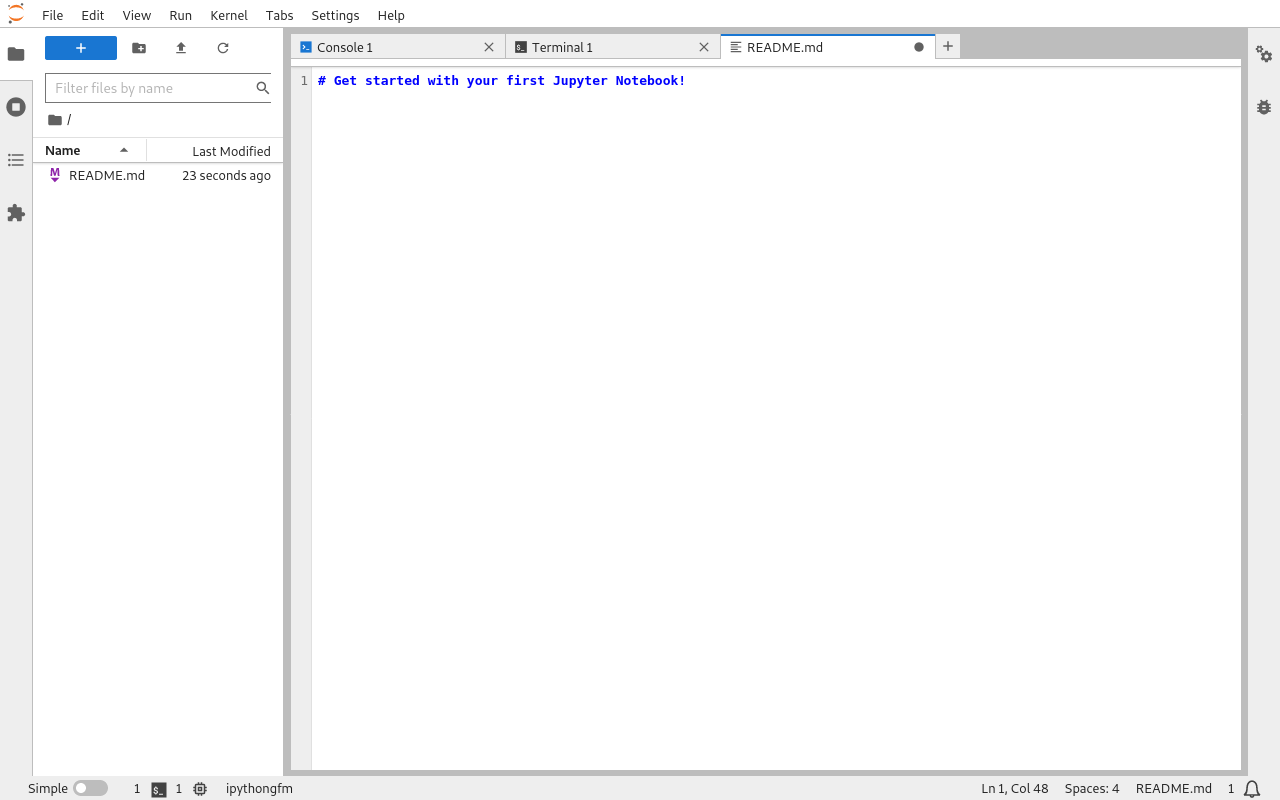 File Edit View Run Kernel Tabs Settings Help
Console 1
Terminal 1
README.md
Filter files by name
/
Name
Last Modified
README.md
23 seconds ago
1
# Get started with your first Jupyter Notebook!
Simple
1
$_
1
ipythongfm
Ln 1, Col 48
Spaces: 4
README.md
1